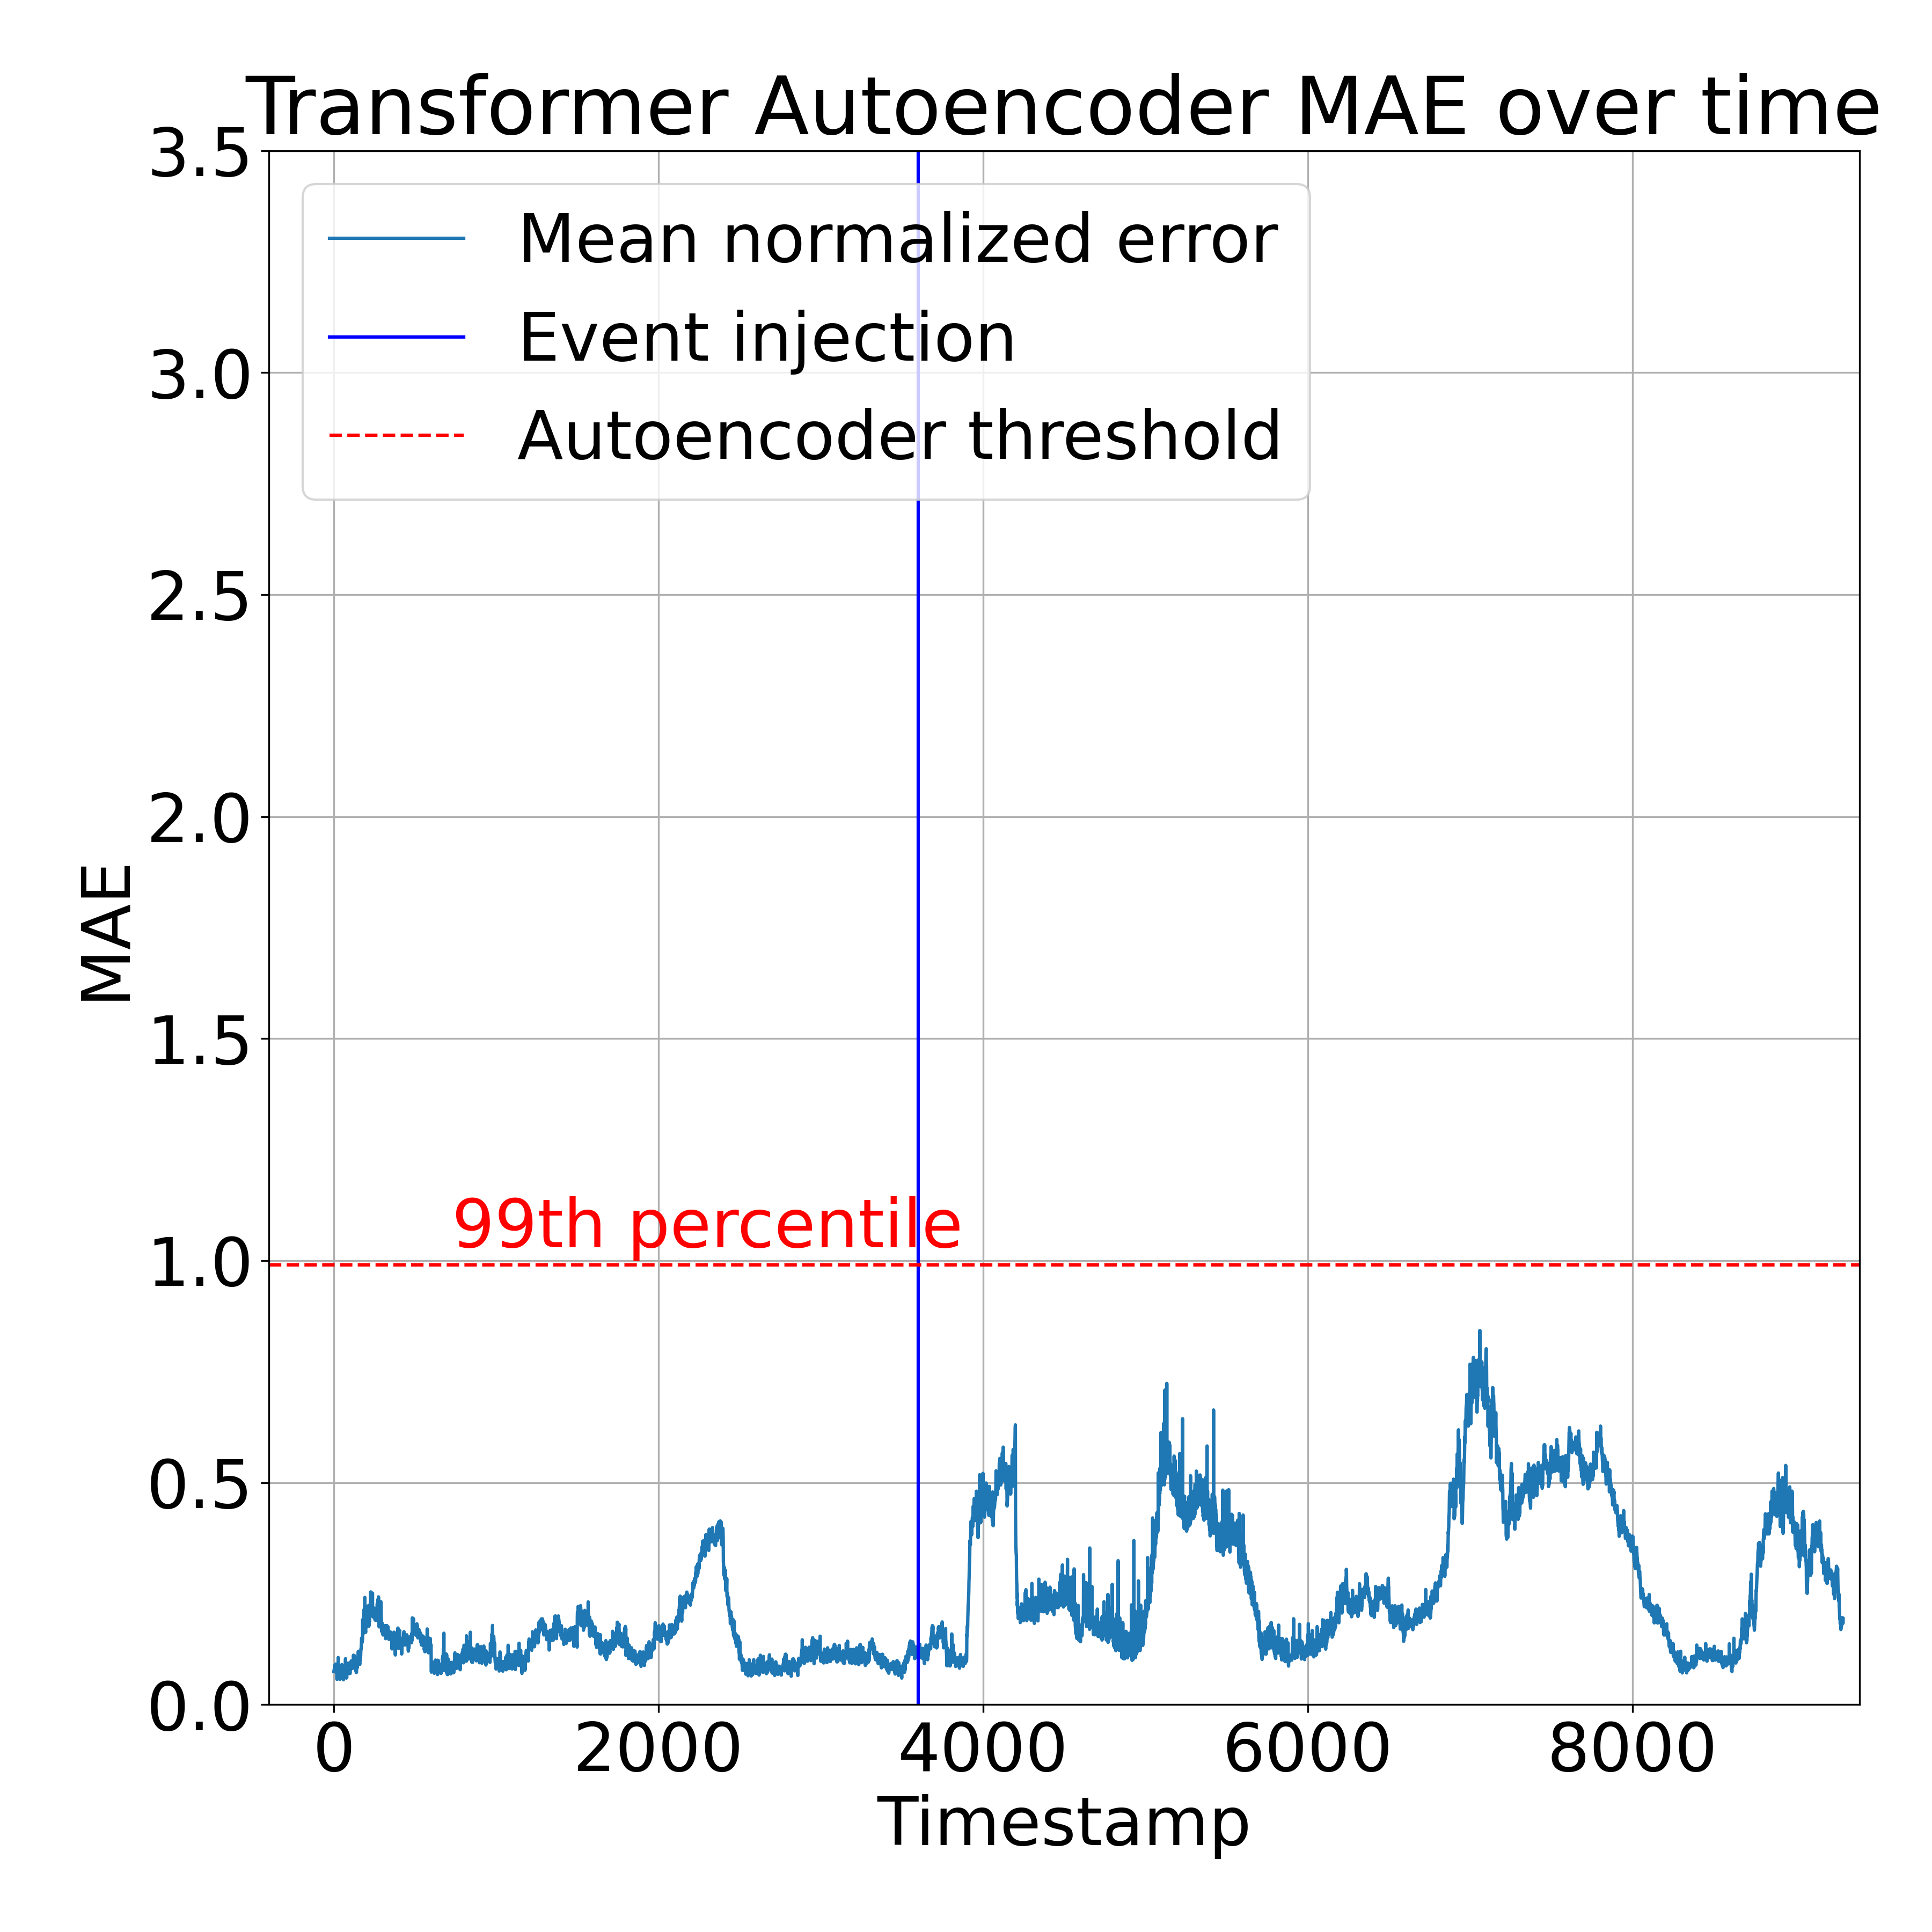 Transformer Autoencoder MAE over time
3.5
3.0
2.5
2.0
1.5
1.0
0.5
0.0
MAE
Mean normalized error
Event injection
Autoencoder threshold
99th percentile
0 2000 4000 6000 8000
Timestamp